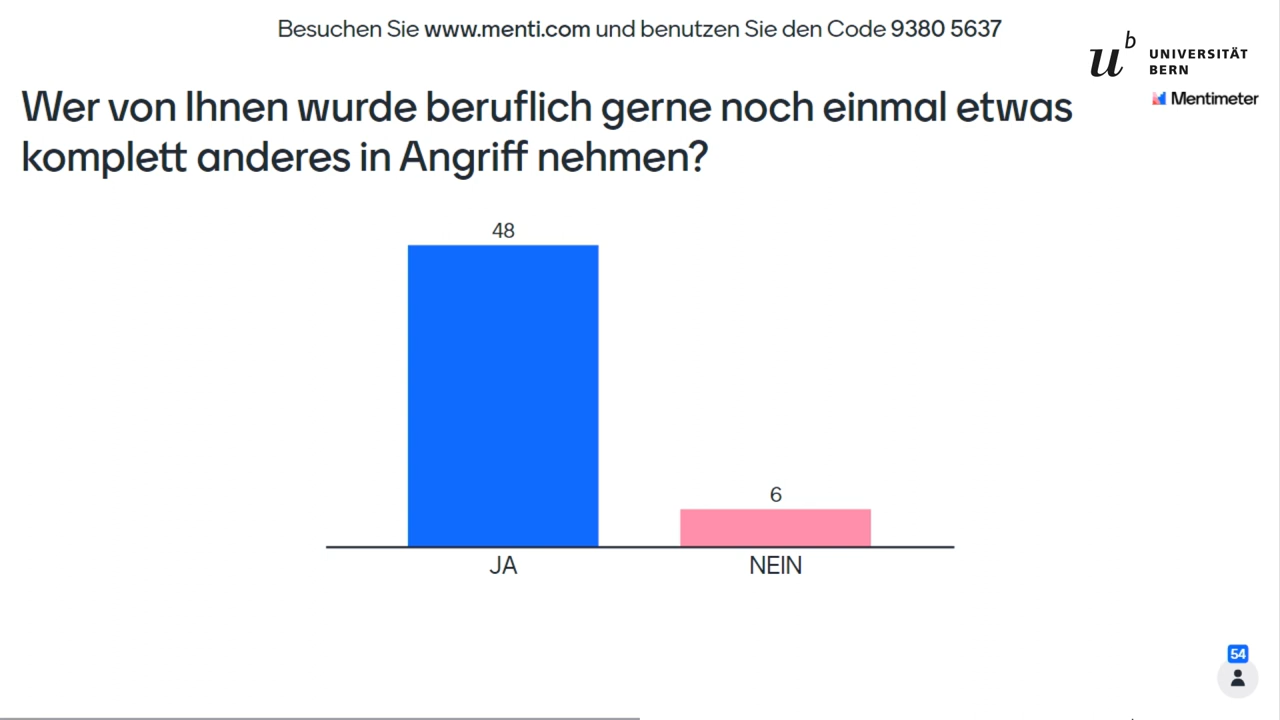 Besuchen Sie www.menti.com und benutzen Sie den Code 9380 5637
u b UNIVERSITÄT
BERN
Mentimeter
Wer von Ihnen wurde beruflich gerne noch einmal etwas
komplett anderes in Angriff nehmen?
48
6
JA NEIN
54